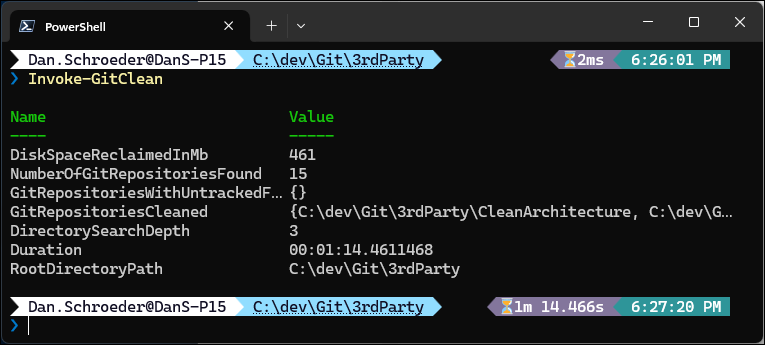 PowerShell
Dan.Schroeder@DanS-P15 C:\dev\Git\3rdParty ⏳2ms 6:26:01 PM
❯ Invoke-GitClean
Name Value
---- -----
DiskSpaceReclaimedInMb 461
NumberOfGitRepositoriesFound 15
GitRepositoriesWithUntrackedF… {}
GitRepositoriesCleaned {C:\dev\Git\3rdParty\CleanArchitecture, C:\dev\G…
DirectorySearchDepth 3
Duration 00:01:14.4611468
RootDirectoryPath C:\dev\Git\3rdParty
Dan.Schroeder@DanS-P15 C:\dev\Git\3rdParty ⏳1m 14.466s 6:27:20 PM
❯